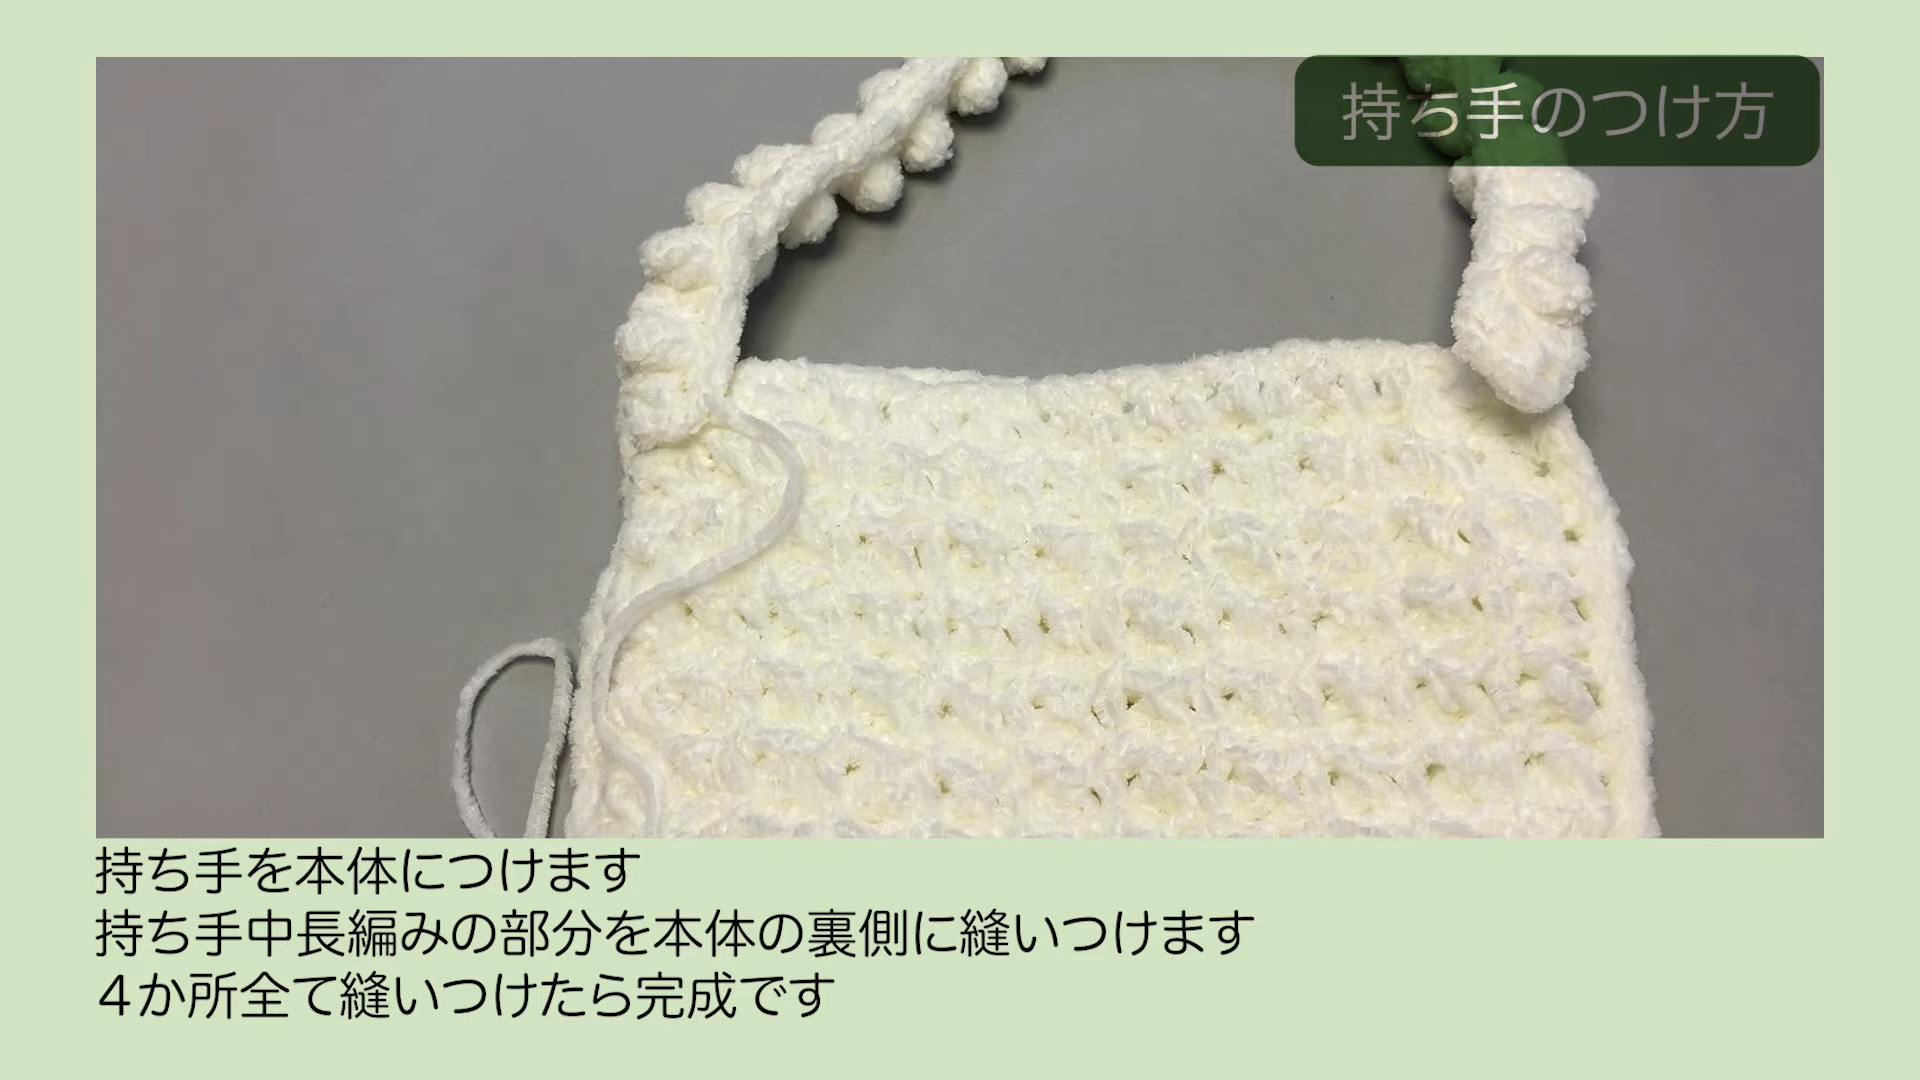 持ち手のつけ方
持ち手を本体につけます
持ち手中長編みの部分を本体の裏側に縫いつけます
４か所全て縫いつけたら完成です